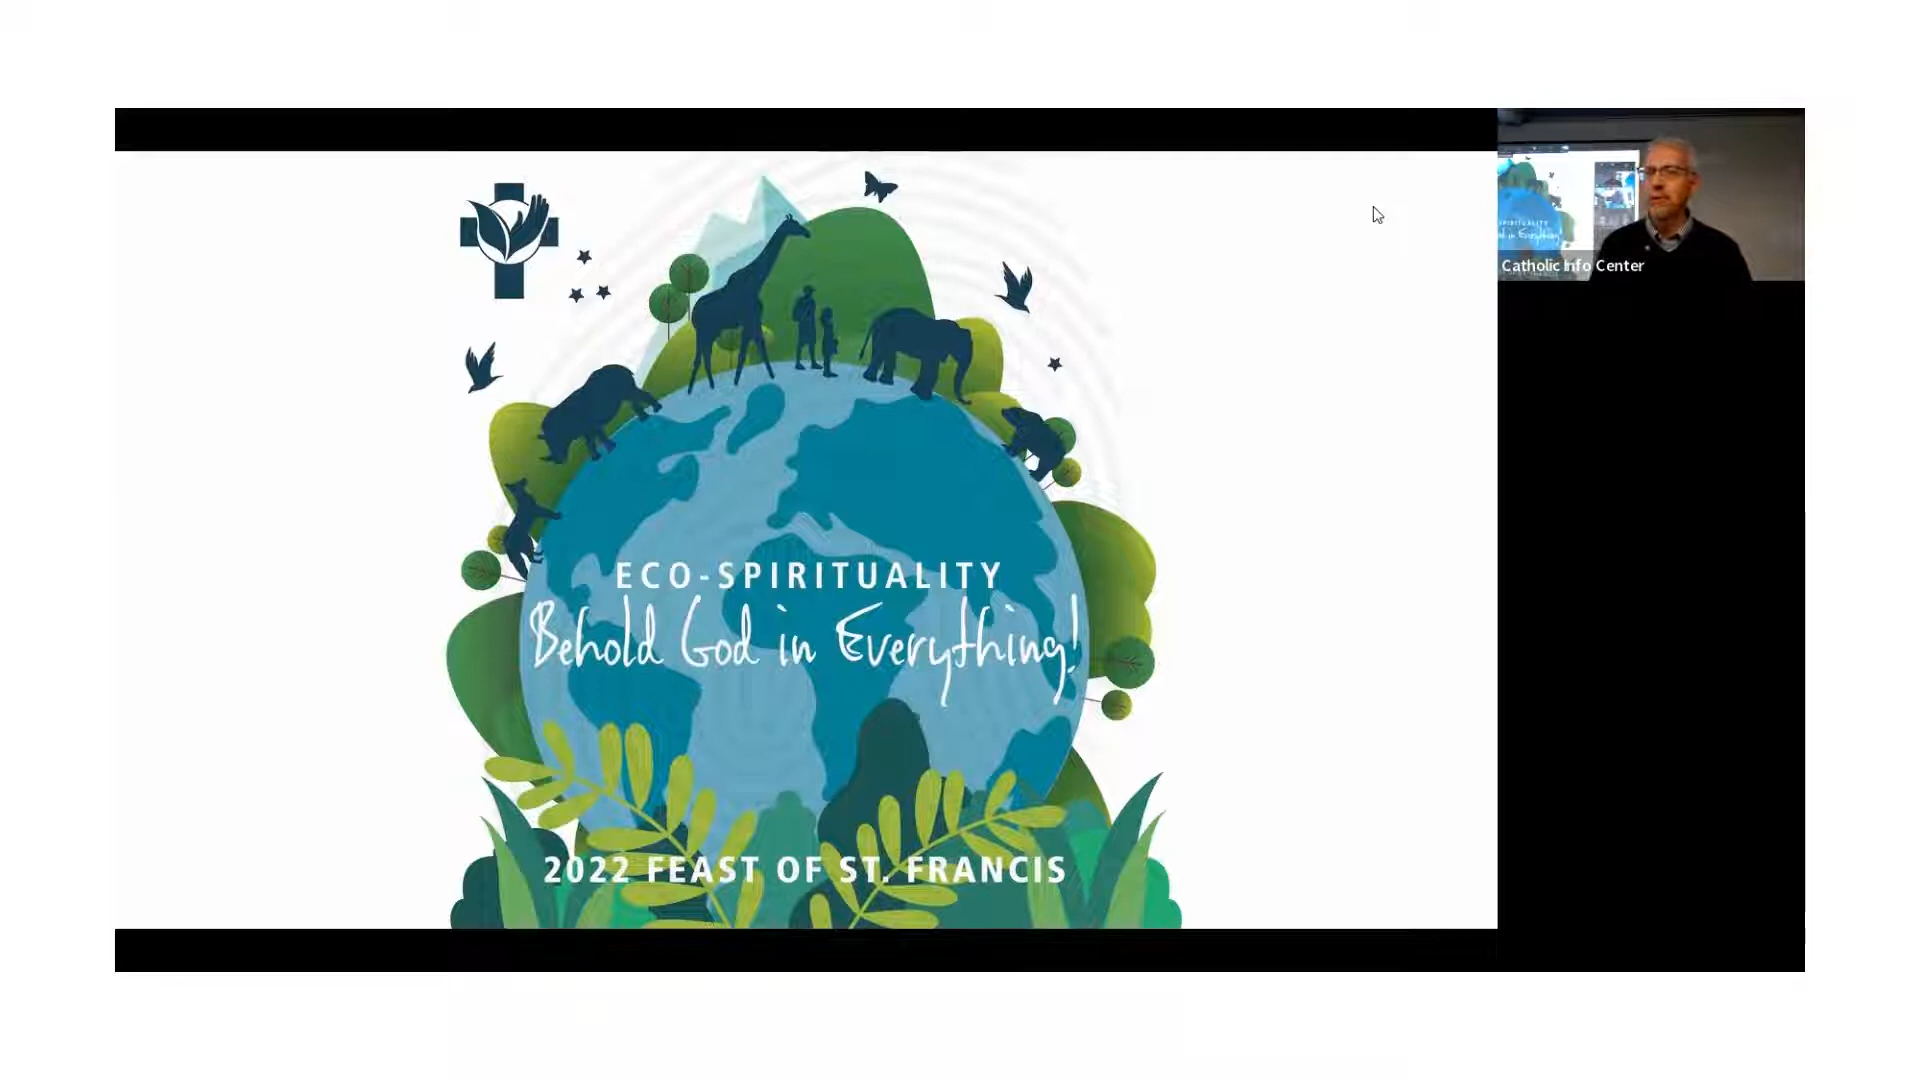 ECO-SPIRITUALITY
Behold God in Everything!
2022 FEAST OF ST. FRANCIS
Catholic Info Center